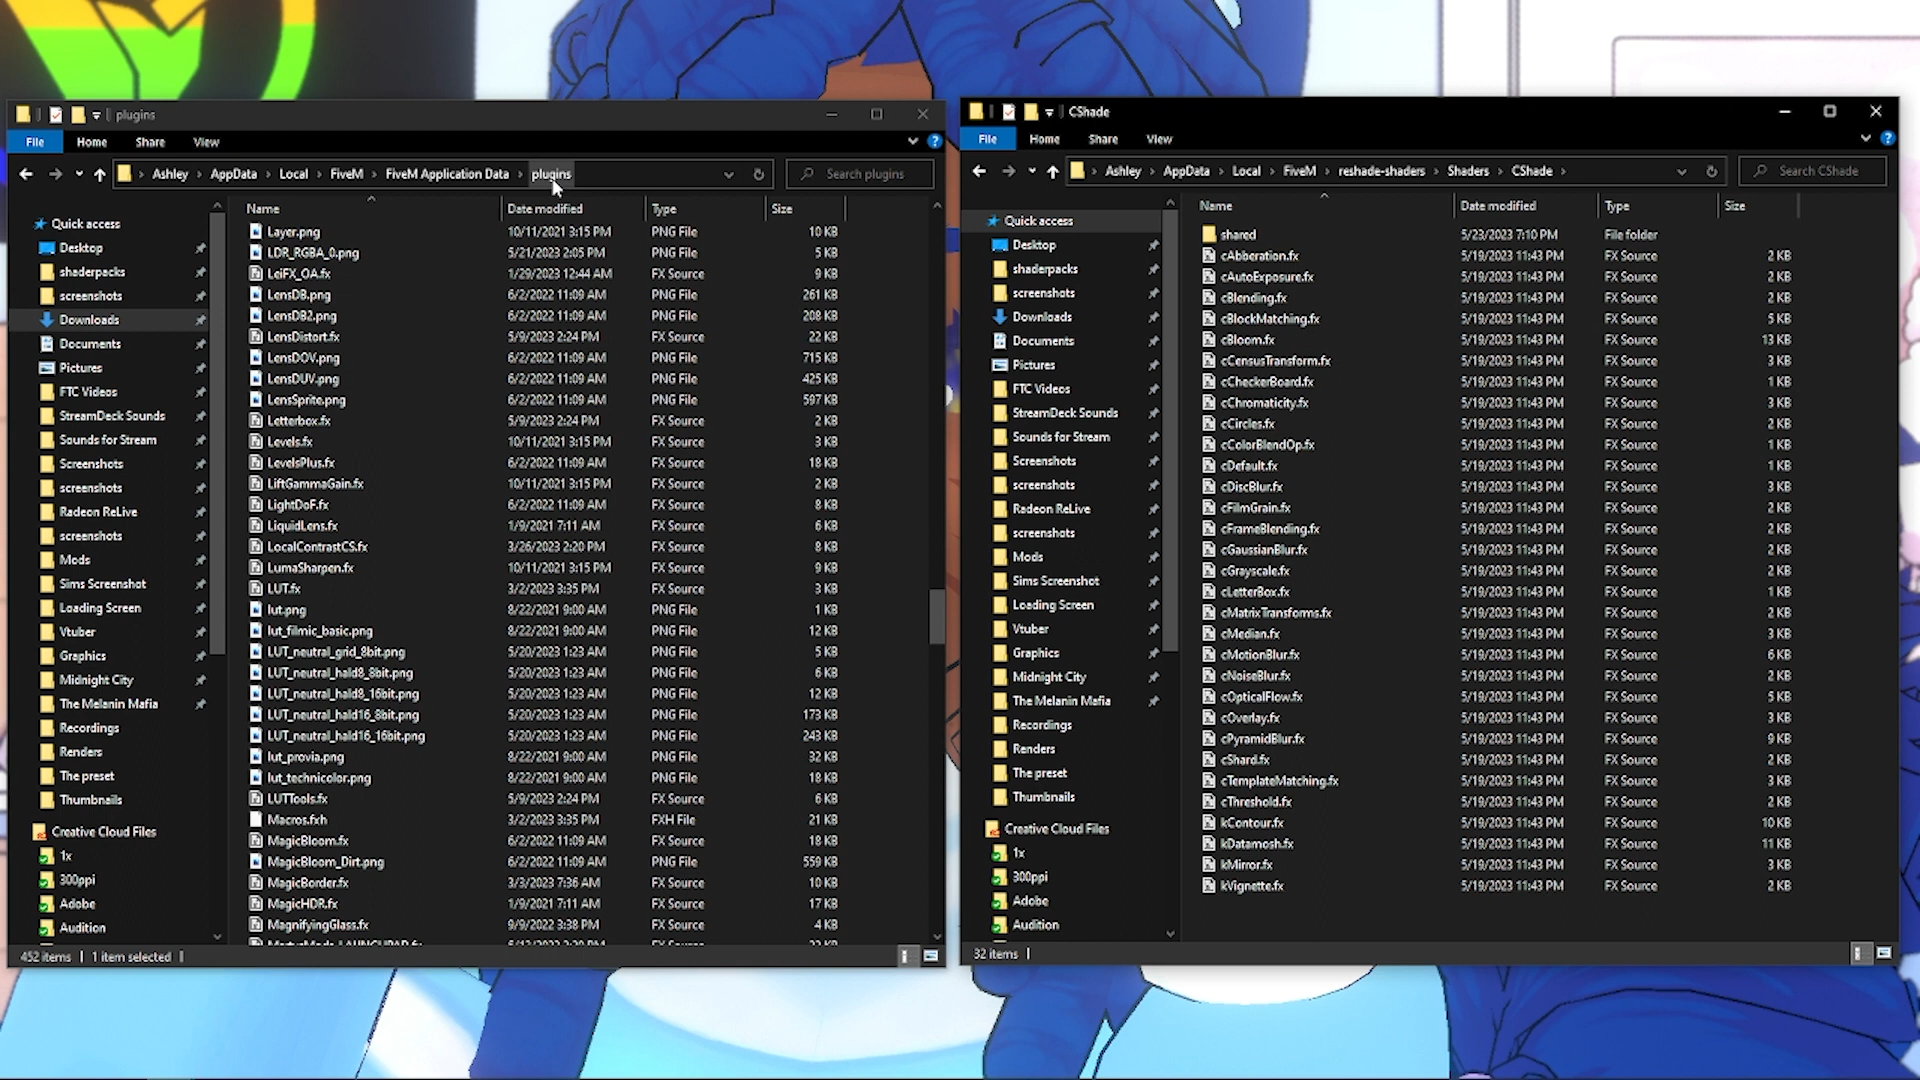 plugins
File Home Share View
Ashley AppData Local FiveM FiveM Application Data plugins Search plugins
Quick access
Desktop
shaderpacks
screenshots
Downloads
Documents
Pictures
FTC Videos
StreamDeck Sounds
Sounds for Stream
Screenshots
screenshots
Radeon ReLive
screenshots
Mods
Sims Screenshot
Loading Screen
Vtuber
Graphics
Midnight City
The Melanin Mafia
Recordings
Renders
The preset
Thumbnails
Creative Cloud Files
1x
300ppi
Adobe
Audition
Name Date modified Type Size
Layer.png 10/11/2021 3:15 PM PNG File 10 KB
LDR_RGBA_0.png 5/21/2023 2:05 PM PNG File 5 KB
LeiFX_OA.fx 1/29/2023 12:44 AM FX Source 9 KB
LensDB.png 6/2/2022 11:09 AM PNG File 261 KB
LensDB2.png 6/2/2022 11:09 AM PNG File 208 KB
LensDistort.fx 5/9/2023 2:24 PM FX Source 22 KB
LensDOV.png 6/2/2022 11:09 AM PNG File 715 KB
LensDUV.png 6/2/2022 11:09 AM PNG File 425 KB
LensSprite.png 6/2/2022 11:09 AM PNG File 597 KB
Letterbox.fx 5/9/2023 2:24 PM FX Source 2 KB
Levels.fx 10/11/2021 3:15 PM FX Source 3 KB
LevelsPlus.fx 6/2/2022 11:09 AM FX Source 18 KB
LiftGammaGain.fx 10/11/2021 3:15 PM FX Source 2 KB
LightDoF.fx 6/2/2022 11:09 AM FX Source 8 KB
LiquidLens.fx 1/9/2021 7:11 AM FX Source 6 KB
LocalContrastCS.fx 3/26/2023 2:20 PM FX Source 8 KB
LumaSharpen.fx 10/11/2021 3:15 PM FX Source 9 KB
LUT.fx 3/2/2023 3:35 PM FX Source 3 KB
lut.png 8/22/2021 9:00 AM PNG File 1 KB
lut_filmic_basic.png 8/22/2021 9:00 AM PNG File 12 KB
LUT_neutral_grid_8bit.png 5/20/2023 1:23 AM PNG File 5 KB
LUT_neutral_hald8_8bit.png 5/20/2023 1:23 AM PNG File 6 KB
LUT_neutral_hald8_16bit.png 5/20/2023 1:23 AM PNG File 12 KB
LUT_neutral_hald16_8bit.png 5/20/2023 1:23 AM PNG File 173 KB
LUT_neutral_hald16_16bit.png 5/20/2023 1:23 AM PNG File 243 KB
lut_provia.png 8/22/2021 9:00 AM PNG File 32 KB
lut_technicolor.png 8/22/2021 9:00 AM PNG File 18 KB
LUTTools.fx 5/9/2023 2:24 PM FX Source 6 KB
Macros.fxh 3/2/2023 3:35 PM FXH File 21 KB
MagicBloom.fx 6/2/2022 11:09 AM FX Source 18 KB
MagicBloom_Dirt.png 6/2/2022 11:09 AM PNG File 559 KB
MagicBorder.fx 3/3/2023 7:36 AM FX Source 10 KB
MagicHDR.fx 1/9/2021 7:11 AM FX Source 17 KB
MagnifyingGlass.fx 9/9/2022 3:38 PM FX Source 4 KB
452 items 1 item selected
CShade
File Home Share View
Ashley AppData Local FiveM reshade-shaders Shaders CShade Search CShade
Quick access
Desktop
shaderpacks
screenshots
Downloads
Documents
Pictures
FTC Videos
StreamDeck Sounds
Sounds for Stream
Screenshots
screenshots
Radeon ReLive
screenshots
Mods
Sims Screenshot
Loading Screen
Vtuber
Graphics
Midnight City
The Melanin Mafia
Recordings
Renders
The preset
Thumbnails
Creative Cloud Files
1x
300ppi
Adobe
Audition
Name Date modified Type Size
shared 5/23/2023 7:10 PM File folder
cAbberation.fx 5/19/2023 11:43 PM FX Source 2 KB
cAutoExposure.fx 5/19/2023 11:43 PM FX Source 2 KB
cBlending.fx 5/19/2023 11:43 PM FX Source 2 KB
cBlockMatching.fx 5/19/2023 11:43 PM FX Source 5 KB
cBloom.fx 5/19/2023 11:43 PM FX Source 13 KB
cCensusTransform.fx 5/19/2023 11:43 PM FX Source 3 KB
cCheckerBoard.fx 5/19/2023 11:43 PM FX Source 1 KB
cChromaticity.fx 5/19/2023 11:43 PM FX Source 3 KB
cCircles.fx 5/19/2023 11:43 PM FX Source 2 KB
cColorBlendOp.fx 5/19/2023 11:43 PM FX Source 1 KB
cDefault.fx 5/19/2023 11:43 PM FX Source 1 KB
cDiscBlur.fx 5/19/2023 11:43 PM FX Source 3 KB
cFilmGrain.fx 5/19/2023 11:43 PM FX Source 2 KB
cFrameBlending.fx 5/19/2023 11:43 PM FX Source 2 KB
cGaussianBlur.fx 5/19/2023 11:43 PM FX Source 2 KB
cGrayscale.fx 5/19/2023 11:43 PM FX Source 2 KB
cLetterBox.fx 5/19/2023 11:43 PM FX Source 1 KB
cMatrixTransforms.fx 5/19/2023 11:43 PM FX Source 2 KB
cMedian.fx 5/19/2023 11:43 PM FX Source 3 KB
cMotionBlur.fx 5/19/2023 11:43 PM FX Source 6 KB
cNoiseBlur.fx 5/19/2023 11:43 PM FX Source 2 KB
cOpticalFlow.fx 5/19/2023 11:43 PM FX Source 5 KB
cOverlay.fx 5/19/2023 11:43 PM FX Source 3 KB
cPyramidBlur.fx 5/19/2023 11:43 PM FX Source 9 KB
cShard.fx 5/19/2023 11:43 PM FX Source 2 KB
cTemplateMatching.fx 5/19/2023 11:43 PM FX Source 3 KB
cThreshold.fx 5/19/2023 11:43 PM FX Source 2 KB
kContour.fx 5/19/2023 11:43 PM FX Source 10 KB
kDatamosh.fx 5/19/2023 11:43 PM FX Source 11 KB
kMirror.fx 5/19/2023 11:43 PM FX Source 3 KB
kVignette.fx 5/19/2023 11:43 PM FX Source 2 KB
32 items